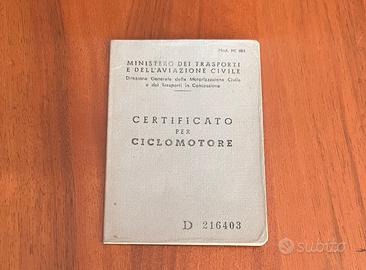 Mod. MC 801
MINISTERO DEI TRASPORTI
E DELL'AVIAZIONE CIVILE
Direzione Generale della Motorizzazione Civile
e dei Trasporti in Concessione
CERTIFICATO
PER
CICLOMOTORE
D 216403
subito